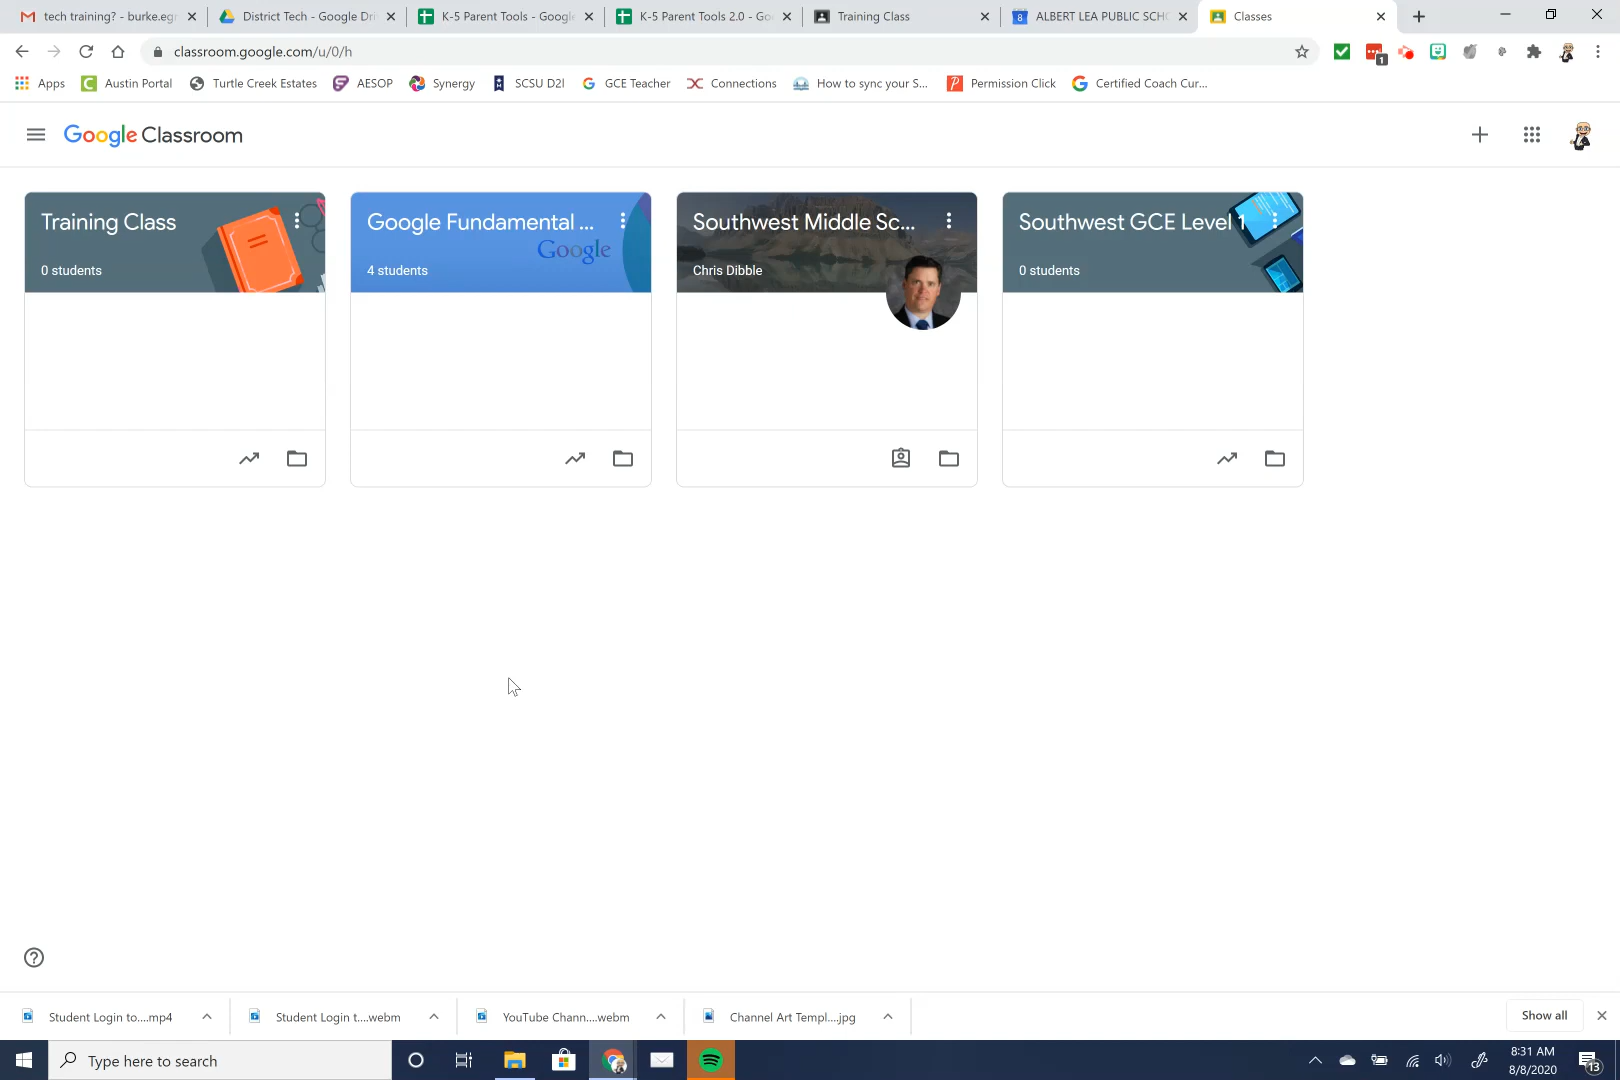 tech training? - burke.egr
District Tech - Google Dri
K-5 Parent Tools - Google
K-5 Parent Tools 2.0 - Go
Training Class
ALBERT LEA PUBLIC SCHO
Classes
classroom.google.com/u/0/h
1
Apps
Austin Portal
Turtle Creek Estates
AESOP
Synergy
SCSU D2l
GCE Teacher
Connections
How to sync your S...
Permission Click
Certified Coach Cur...
Google Classroom
Training Class
0 students
Google Fundamental ...
Google
4 students
Southwest Middle Sc...
Chris Dibble
Southwest GCE Level 1
0 students
Student Login to....mp4
Student Login t....webm
YouTube Chann....webm
Channel Art Templ....jpg
Show all
Type here to search
8:31 AM
8/8/2020
13